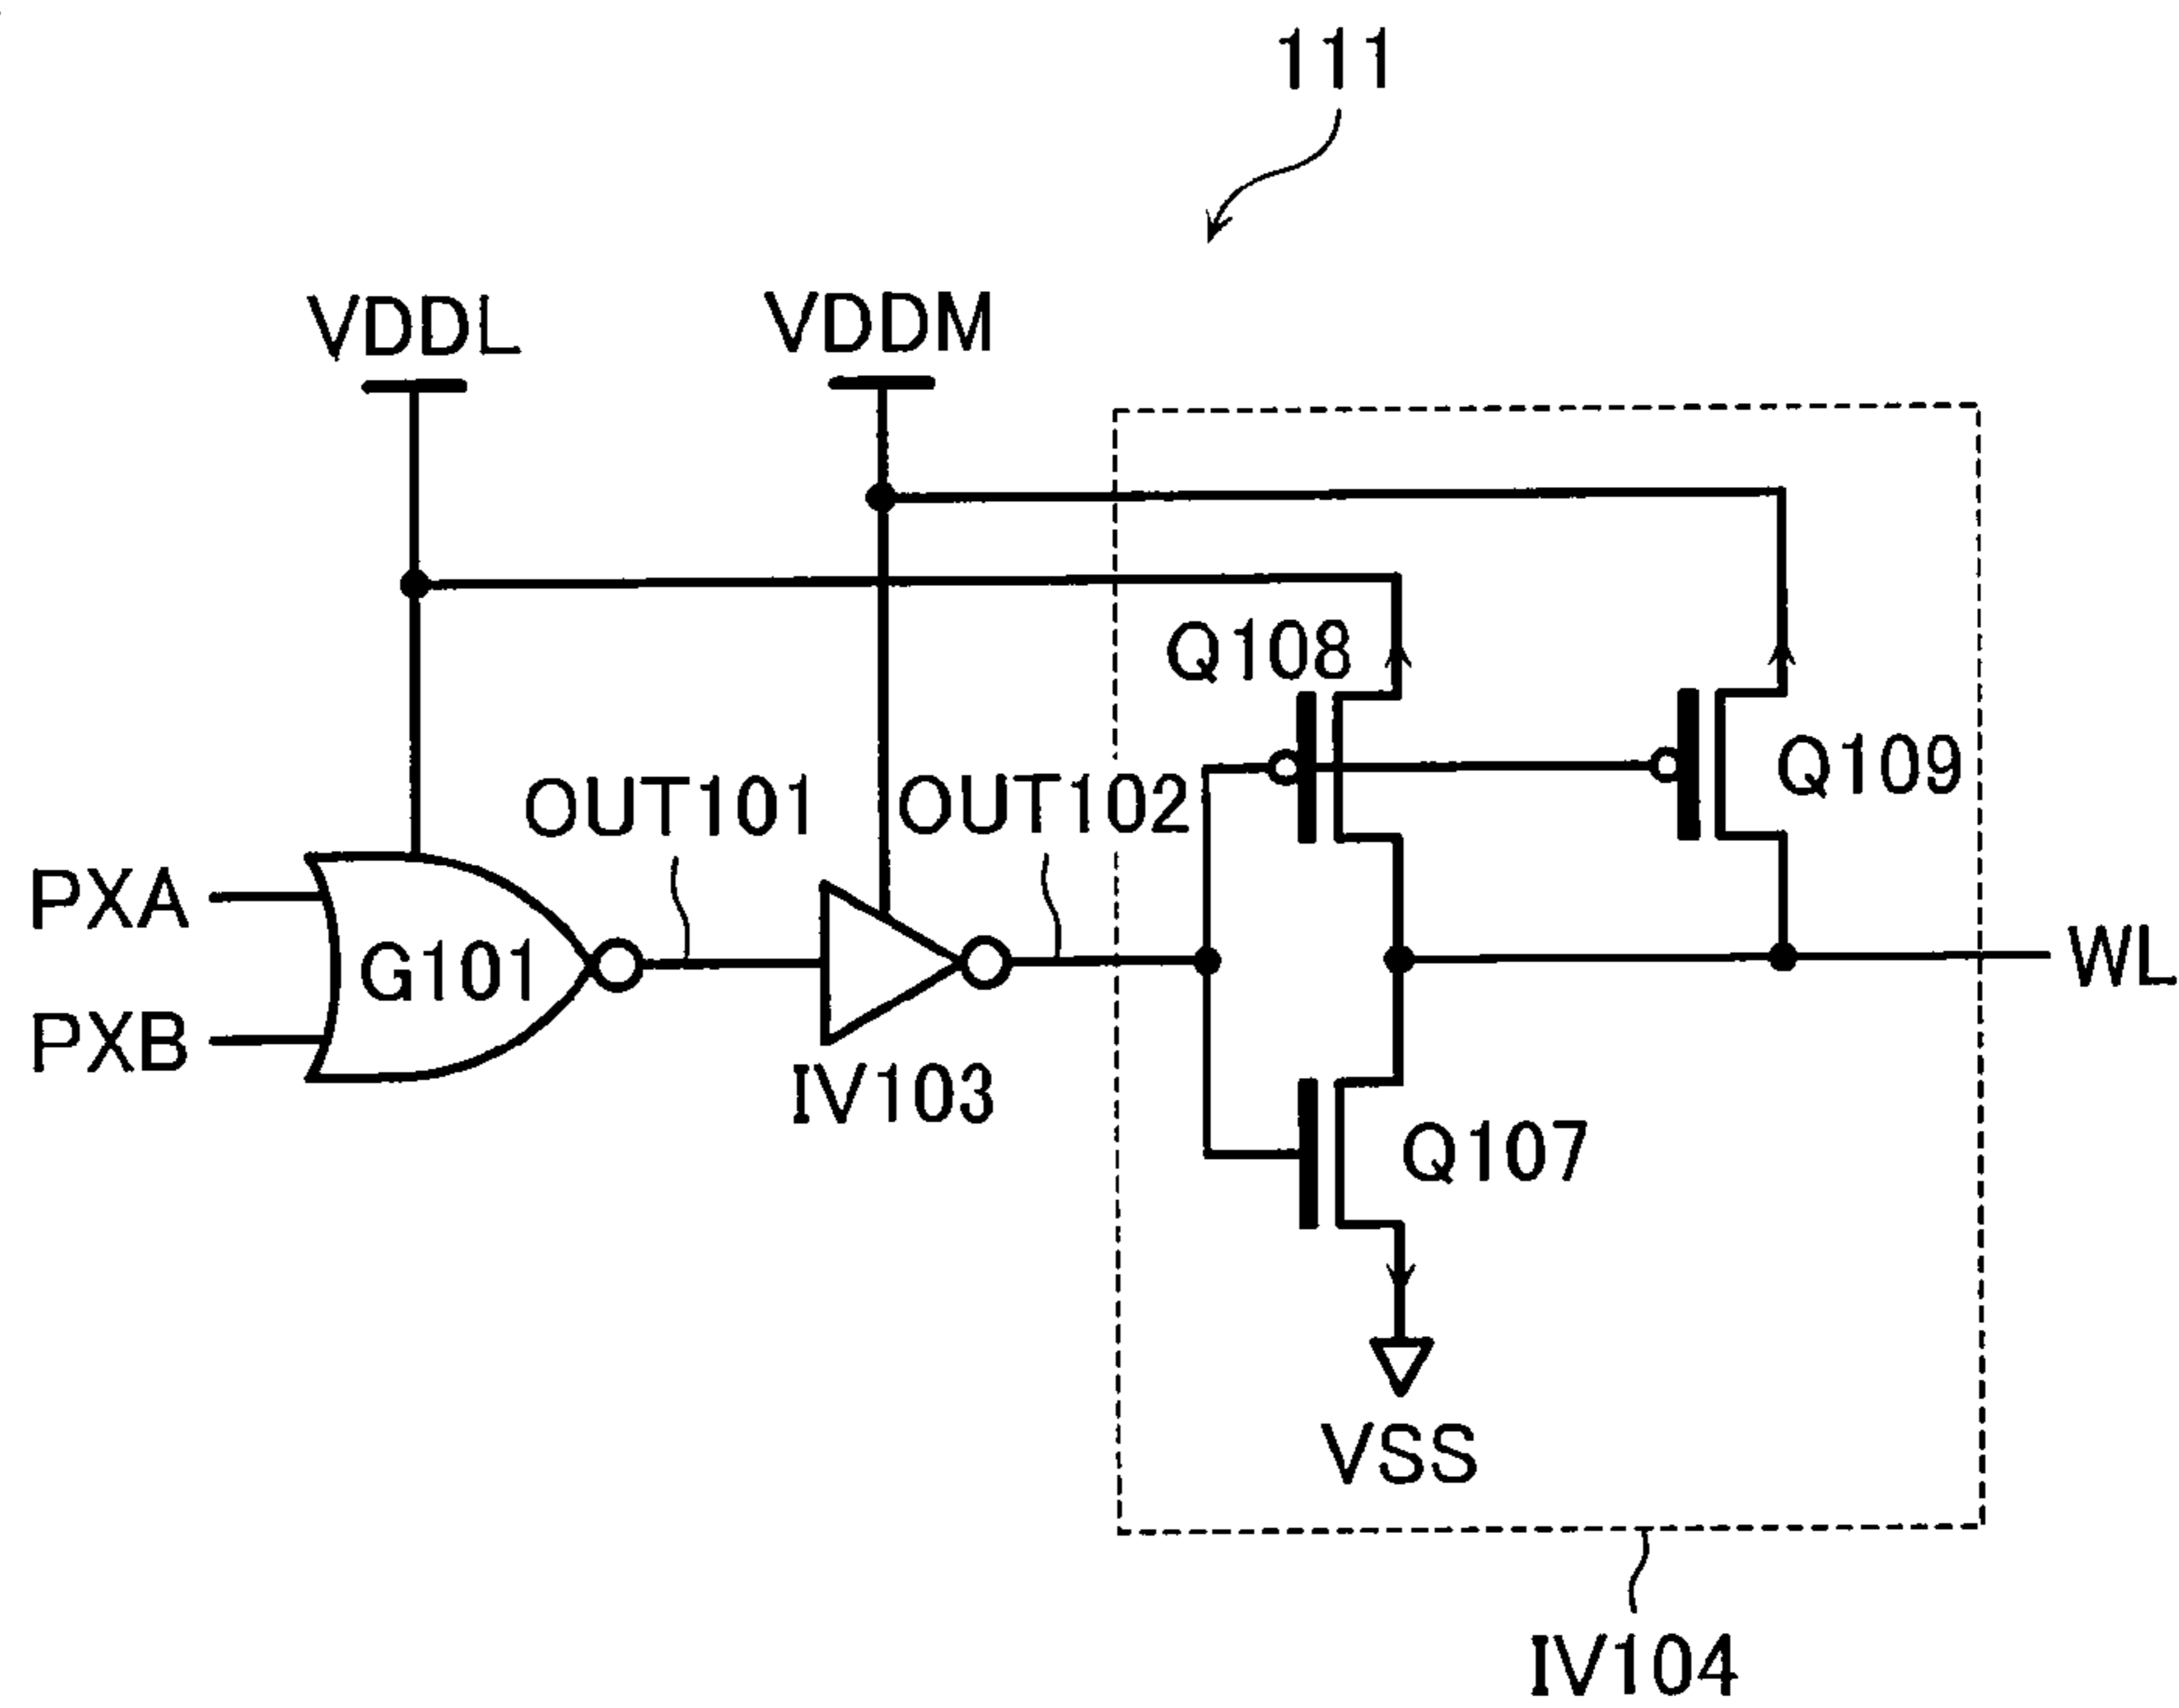 111
VDDL
VDDM
Q108
Q109
OUT101
OUT102
PXA
G101
WL
PXB
IV103
Q107
VSS
IV104